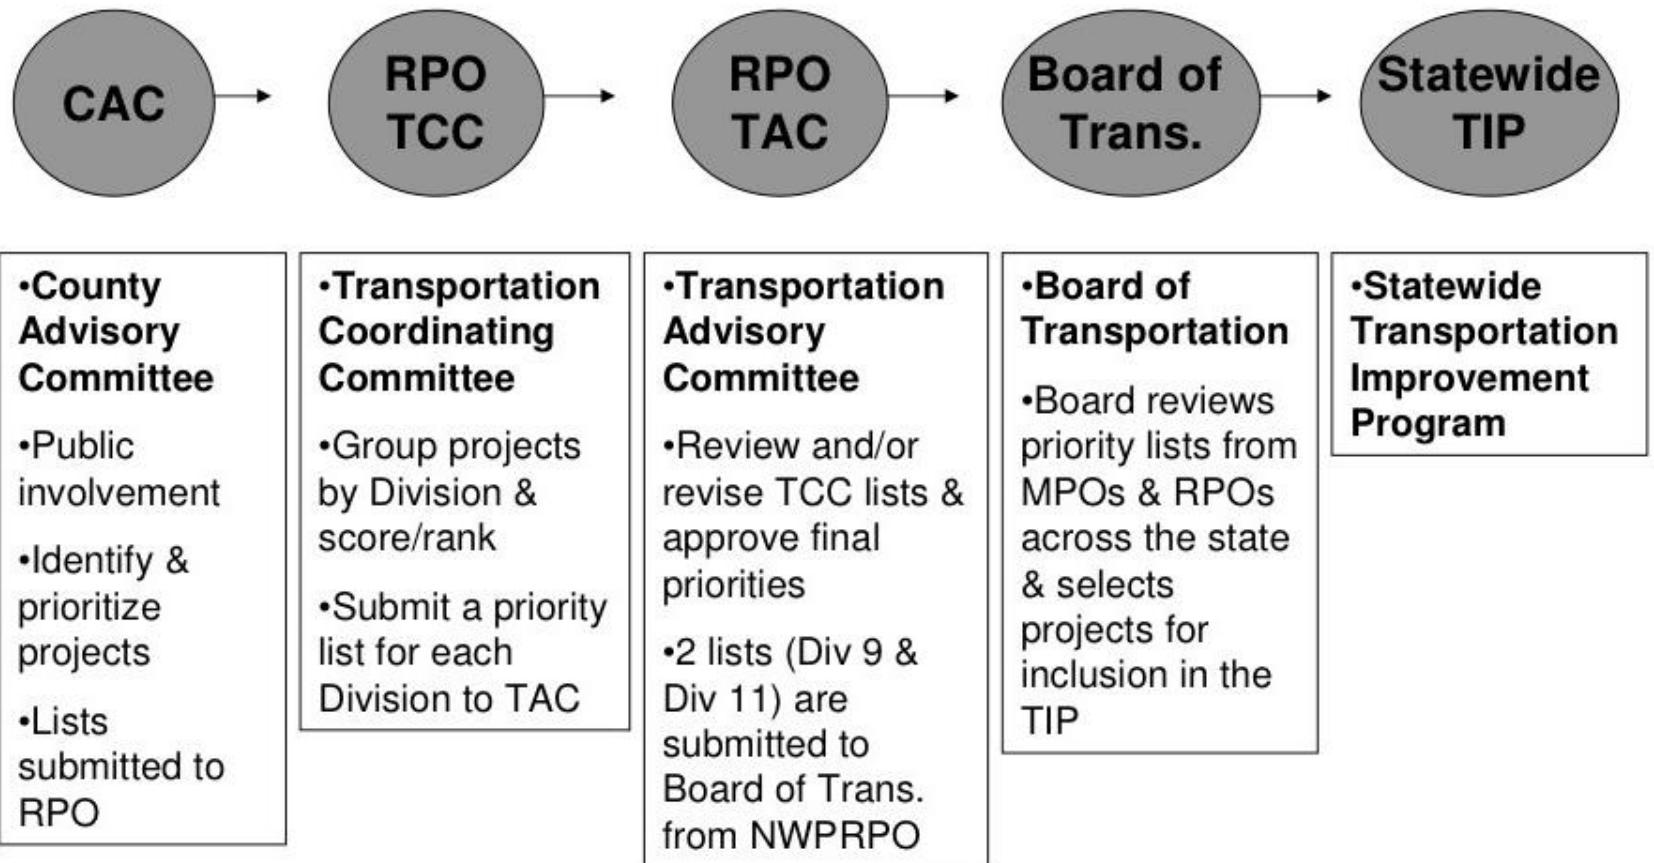 CAC
RPO
TCC
RPO
TAC
Board of
Trans.
Statewide
TIP
•County
Advisory
Committee
•Public
involvement
•Identify &
prioritize
projects
•Lists
submitted to
RPO
•Transportation
Coordinating
Committee
•Group projects
by Division &
score/rank
•Submit a priority
list for each
Division to TAC
•Transportation
Advisory
Committee
•Review and/or
revise TCC lists &
approve final
priorities
•2 lists (Div 9 &
Div 11) are
submitted to
Board of Trans.
from NWPRPO
•Board of
Transportation
•Board reviews
priority lists from
MPOs & RPOs
across the state
& selects
projects for
inclusion in the
TIP
•Statewide
Transportation
Improvement
Program